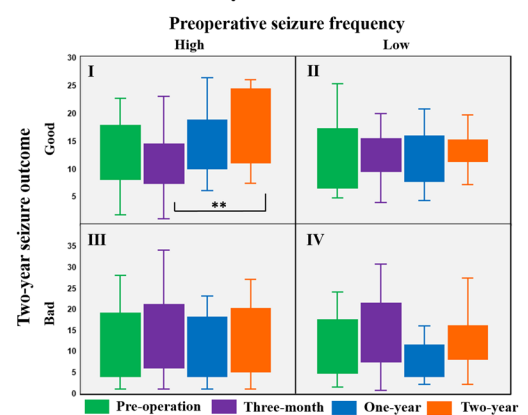 Preoperative seizure frequency
High Low
Two-year seizure outcome
Good
30
25
20
15
10
5
I
II
**
Bad
35
30
25
20
15
10
5
0
III
IV
Pre-operation Three-month One-year Two-year